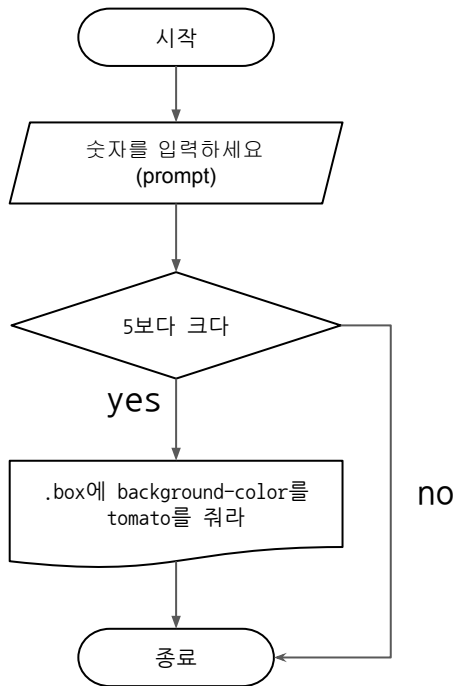 시작
숫자를 입력하세요
(prompt)
5보다 크다
yes
no
.box에 background-color를
tomato를 줘라
종료